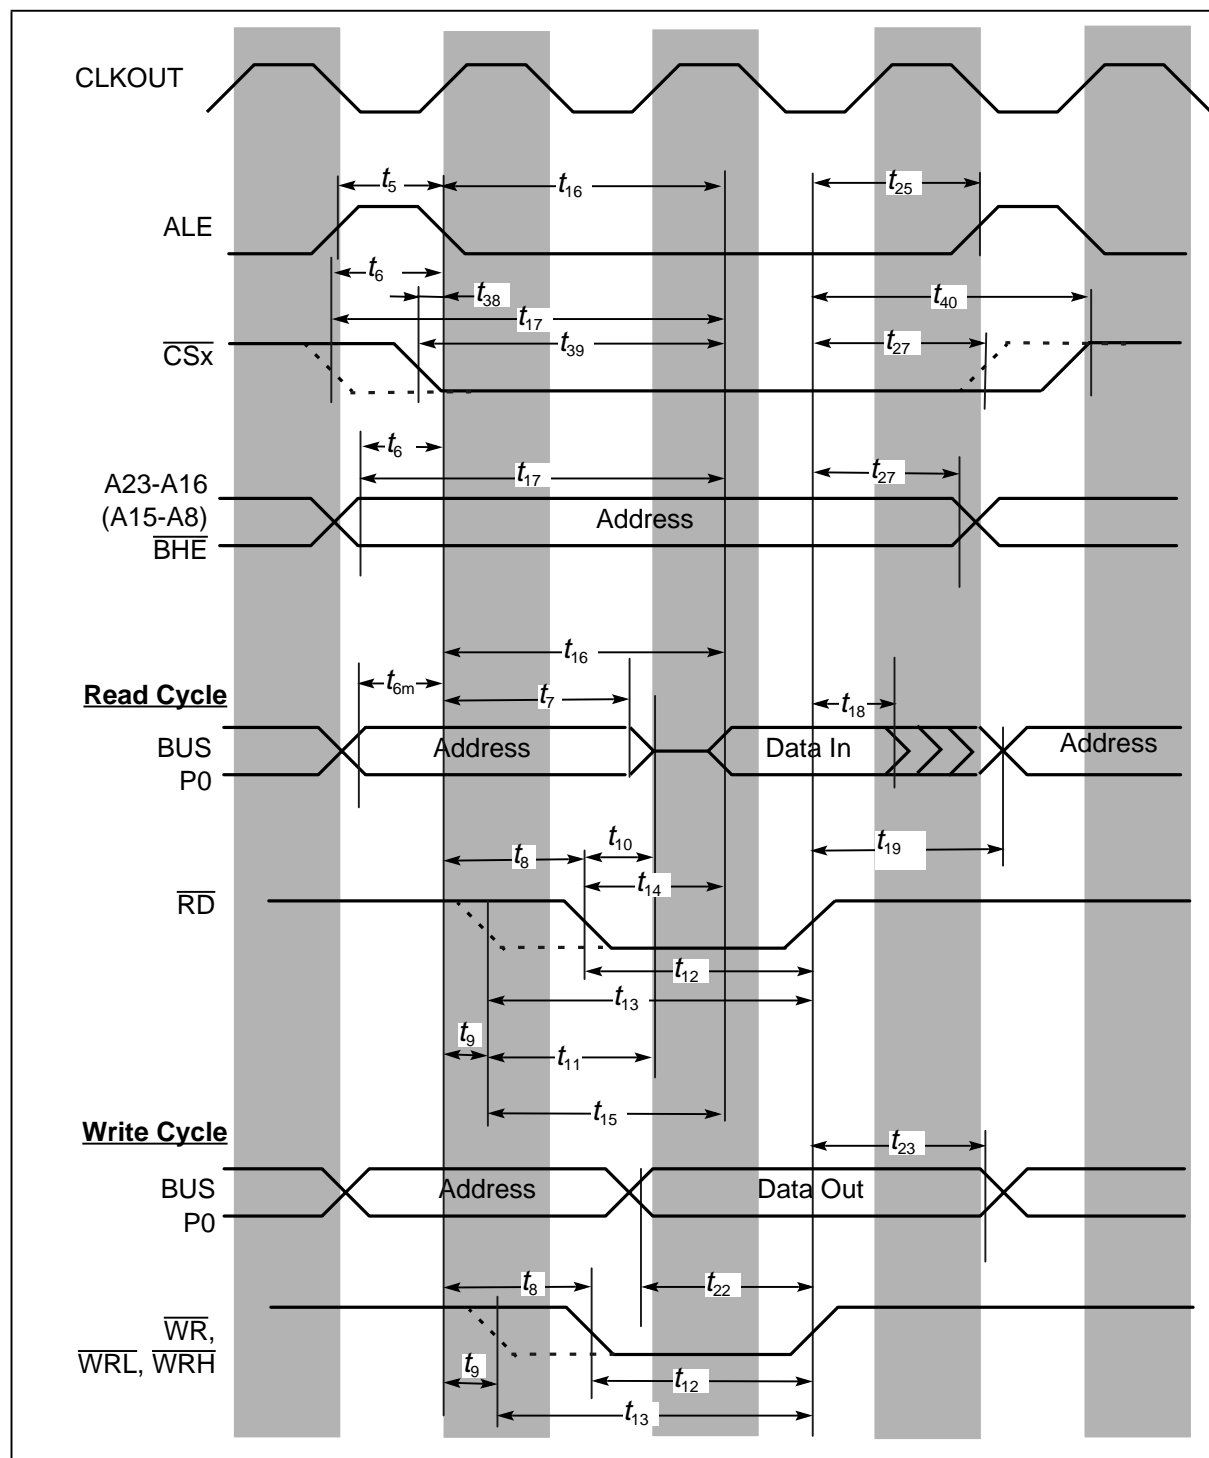 CLKOUT
t5 t16 t25
ALE
t6
t38 t40
t17
CSx t39 t27
t6
t17 t27
A23-A16
(A15-A8) Address
BHE
t16
t6m t7 t18
Read Cycle
BUS Address Data In Address
P0
t10
t8 t19
t14
RD
t12
t13
t9 t11
t15
Write Cycle
t23
BUS Address Data Out
P0
t8 t22
WR,
WRL, WRH t9 t12
t13